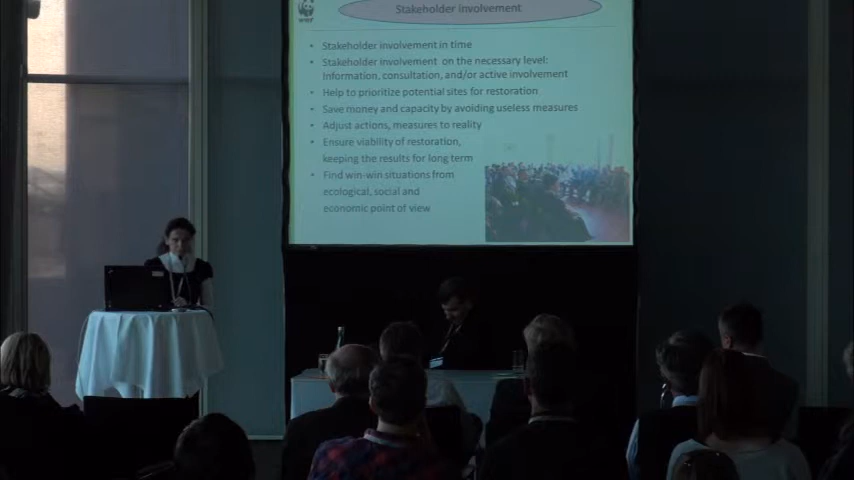 WWF
Stakeholder involvement
• Stakeholder involvement in time
• Stakeholder involvement on the necessary level:
Information, consultation, and/or active involvement
• Help to prioritize potential sites for restoration
• Save money and capacity by avoiding useless measures
• Adjust actions, measures to reality
• Ensure viability of restoration,
keeping the results for long term
• Find win-win situations from
ecological, social and
economic point of view